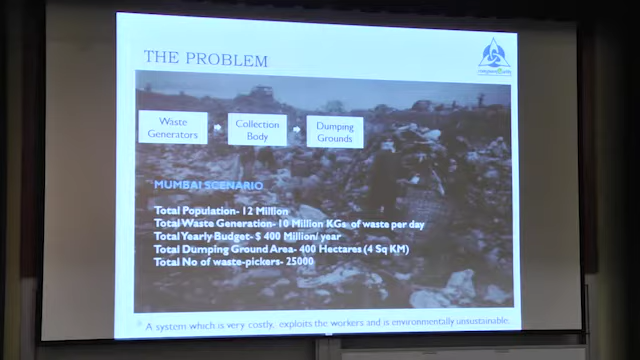 THE PROBLEM
Waste Generators
Collection Body
Dumping Grounds
MUMBAI SCENARIO
Total Population- 12 Million
Total Waste Generation- 10 Million KGs of waste per day
Total Yearly Budget- $ 400 Million/ year
Total Dumping Ground Area- 400 Hectares (4 Sq KM)
Total No of waste-pickers- 25000
A system which is very costly, exploits the workers and is environmentally unsustainable.